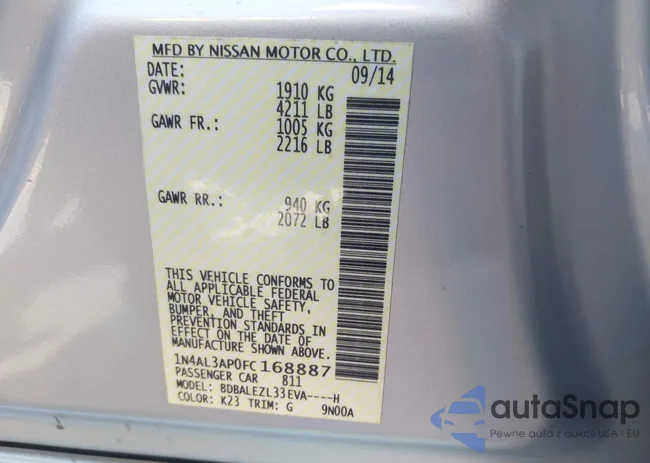 MFD BY NISSAN MOTOR CO., LTD.
DATE: 09/14
GVWR: 1910 KG
4211 LB
GAWR FR.: 1005 KG
2216 LB
GAWR RR.: 940 KG
2072 LB
THIS VEHICLE CONFORMS TO
ALL APPLICABLE FEDERAL
MOTOR VEHICLE SAFETY,
BUMPER, AND THEFT
PREVENTION STANDARDS IN
EFFECT ON THE DATE OF
MANUFACTURE SHOWN ABOVE.
1N4AL3AP0FC168887
PASSENGER CAR 811
MODEL: BDBALEZL33EVA----H
COLOR: K23 TRIM: G 9N00A
autaSnap
Pewne auta z aukcji USA - EU